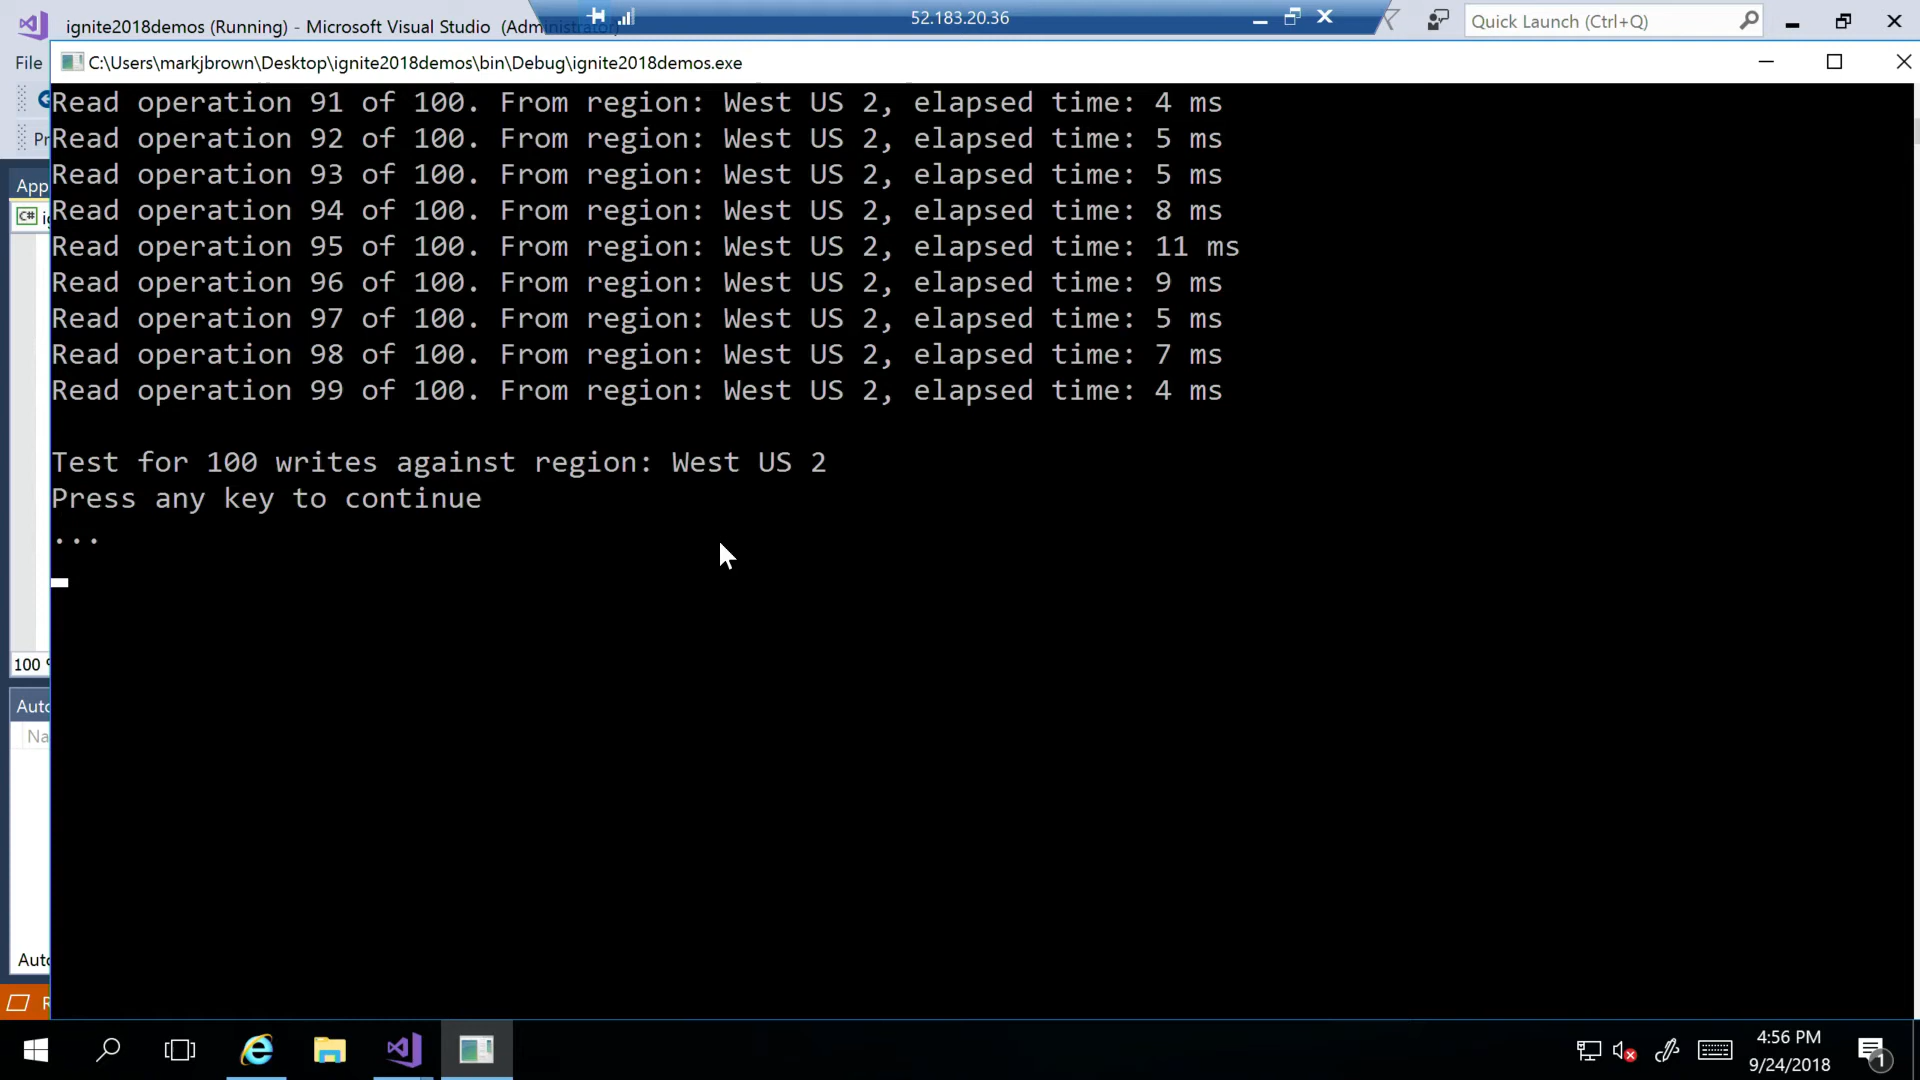 ignite2018demos (Running) - Microsoft Visual Studio (Administrator)
52.183.20.36
Quick Launch (Ctrl+Q)
File
C:\Users\markjbrown\Desktop\ignite2018demos\bin\Debug\ignite2018demos.exe
Read operation 91 of 100. From region: West US 2, elapsed time: 4 ms
Read operation 92 of 100. From region: West US 2, elapsed time: 5 ms
Read operation 93 of 100. From region: West US 2, elapsed time: 5 ms
Read operation 94 of 100. From region: West US 2, elapsed time: 8 ms
Read operation 95 of 100. From region: West US 2, elapsed time: 11 ms
Read operation 96 of 100. From region: West US 2, elapsed time: 9 ms
Read operation 97 of 100. From region: West US 2, elapsed time: 5 ms
Read operation 98 of 100. From region: West US 2, elapsed time: 7 ms
Read operation 99 of 100. From region: West US 2, elapsed time: 4 ms
Test for 100 writes against region: West US 2
Press any key to continue
...
Pr
App
C#
100 %
Auto
Na
Auto
R
4:56 PM
9/24/2018
1